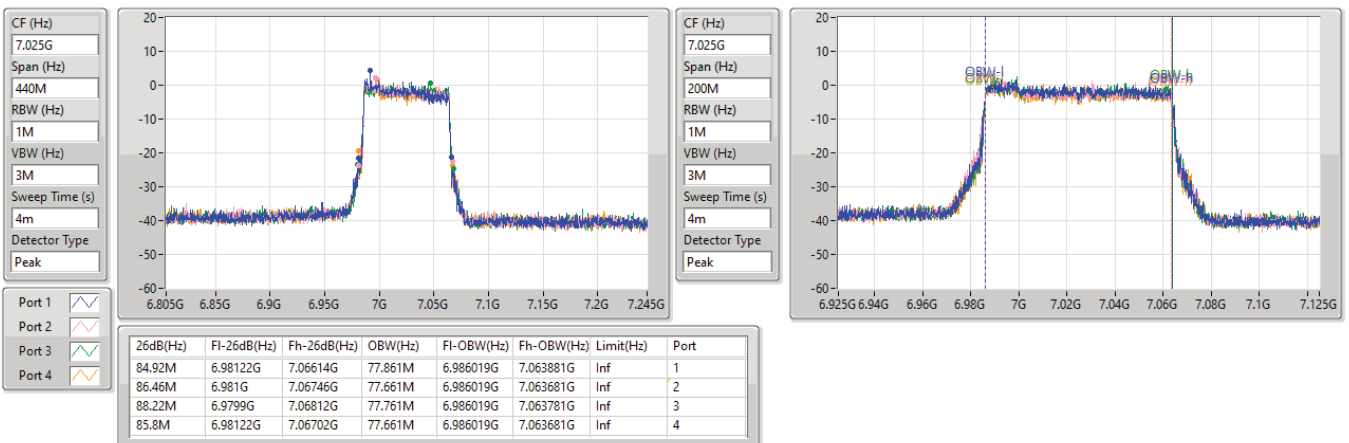 CF (Hz)
7.025G
Span (Hz)
440M
RBW (Hz)
1M
VBW (Hz)
3M
Sweep Time (s)
4m
Detector Type
Peak
20
10
0
-10
-20
-30
-40
-50
-60
6.805G 6.85G 6.9G 6.95G 7G 7.05G 7.1G 7.15G 7.2G 7.245G
CF (Hz)
7.025G
Span (Hz)
200M
RBW (Hz)
1M
VBW (Hz)
3M
Sweep Time (s)
4m
Detector Type
Peak
20
10
0
-10
-20
-30
-40
-50
-60
OBW-l OBW-h
6.925G 6.94G 6.96G 6.98G 7G 7.02G 7.04G 7.06G 7.08G 7.1G 7.125G
Port 1
Port 2
Port 3
Port 4
26dB(Hz) Fl-26dB(Hz) Fh-26dB(Hz) OBW(Hz) Fl-OBW(Hz) Fh-OBW(Hz) Limit(Hz) Port
84.92M 6.98122G 7.06614G 77.861M 6.986019G 7.063881G Inf 1
86.46M 6.981G 7.06746G 77.661M 6.986019G 7.063681G Inf 2
88.22M 6.9799G 7.06812G 77.761M 6.986019G 7.063781G Inf 3
85.8M 6.98122G 7.06702G 77.661M 6.986019G 7.063681G Inf 4